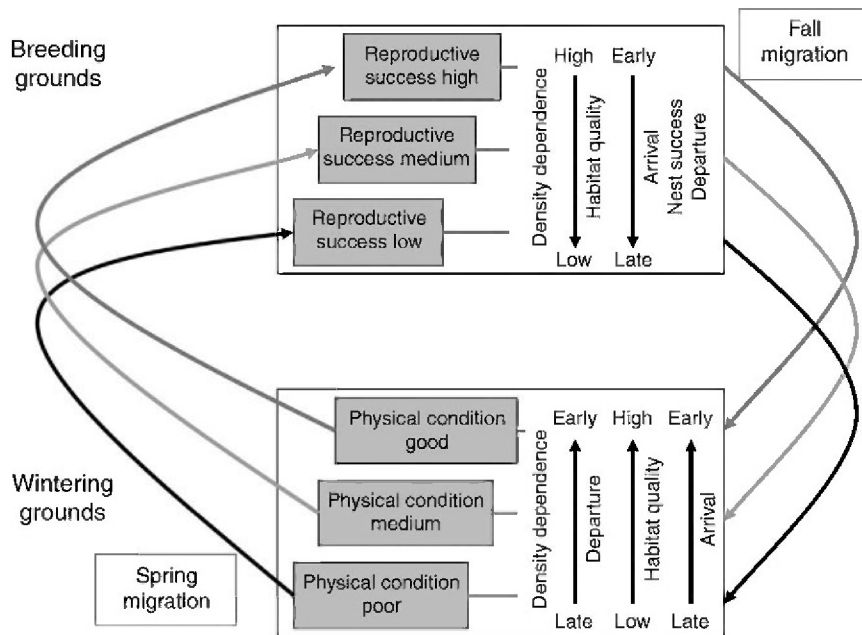 Breeding
grounds
Reproductive
success high
Reproductive
success medium
Reproductive
success low
Density dependence
High
Habitat quality
Low
Early
Arrival
Late
Nest success
Departure
Fall
migration
Wintering
grounds
Spring
migration
Physical condition
good
Physical condition
medium
Physical condition
poor
Density dependence
Early
Departure
Late
High
Habitat quality
Low
Early
Arrival
Late